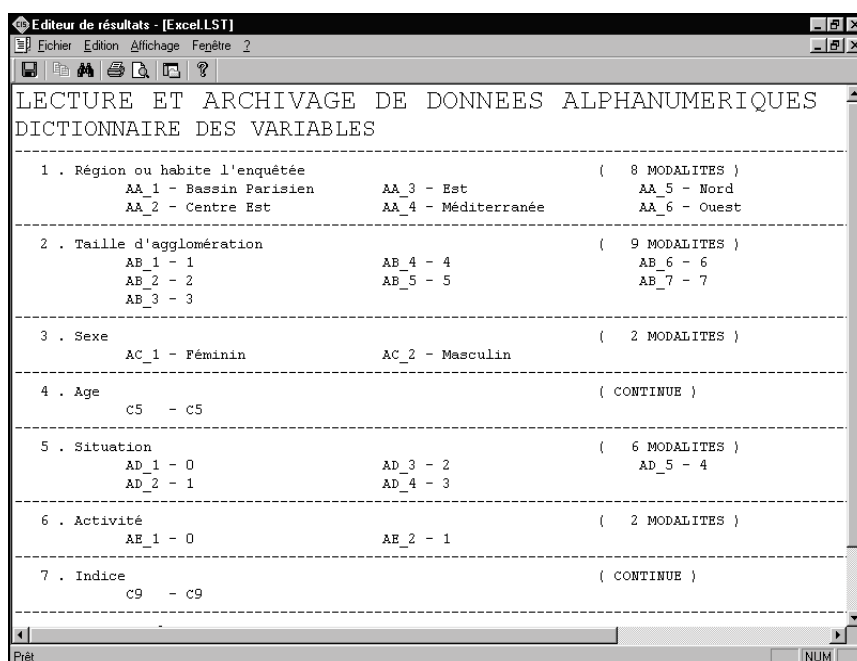 CIS Editeur de résultats - [Excel.LST]
Fichier Edition Affichage Fenêtre ?
LECTURE ET ARCHIVAGE DE DONNEES ALPHANUMERIQUES
DICTIONNAIRE DES VARIABLES
1 . Région ou habite l'enquêtée ( 8 MODALITES )
AA_1 - Bassin Parisien AA_3 - Est AA_5 - Nord
AA_2 - Centre Est AA_4 - Méditerranée AA_6 - Ouest
2 . Taille d'agglomération ( 9 MODALITES )
AB_1 - 1 AB_4 - 4 AB_6 - 6
AB_2 - 2 AB_5 - 5 AB_7 - 7
AB_3 - 3
3 . Sexe ( 2 MODALITES )
AC_1 - Féminin AC_2 - Masculin
4 . Age ( CONTINUE )
C5 - C5
5 . Situation ( 6 MODALITES )
AD_1 - 0 AD_3 - 2 AD_5 - 4
AD_2 - 1 AD_4 - 3
6 . Activité ( 2 MODALITES )
AE_1 - 0 AE_2 - 1
7 . Indice ( CONTINUE )
C9 - C9
Prêt NUM